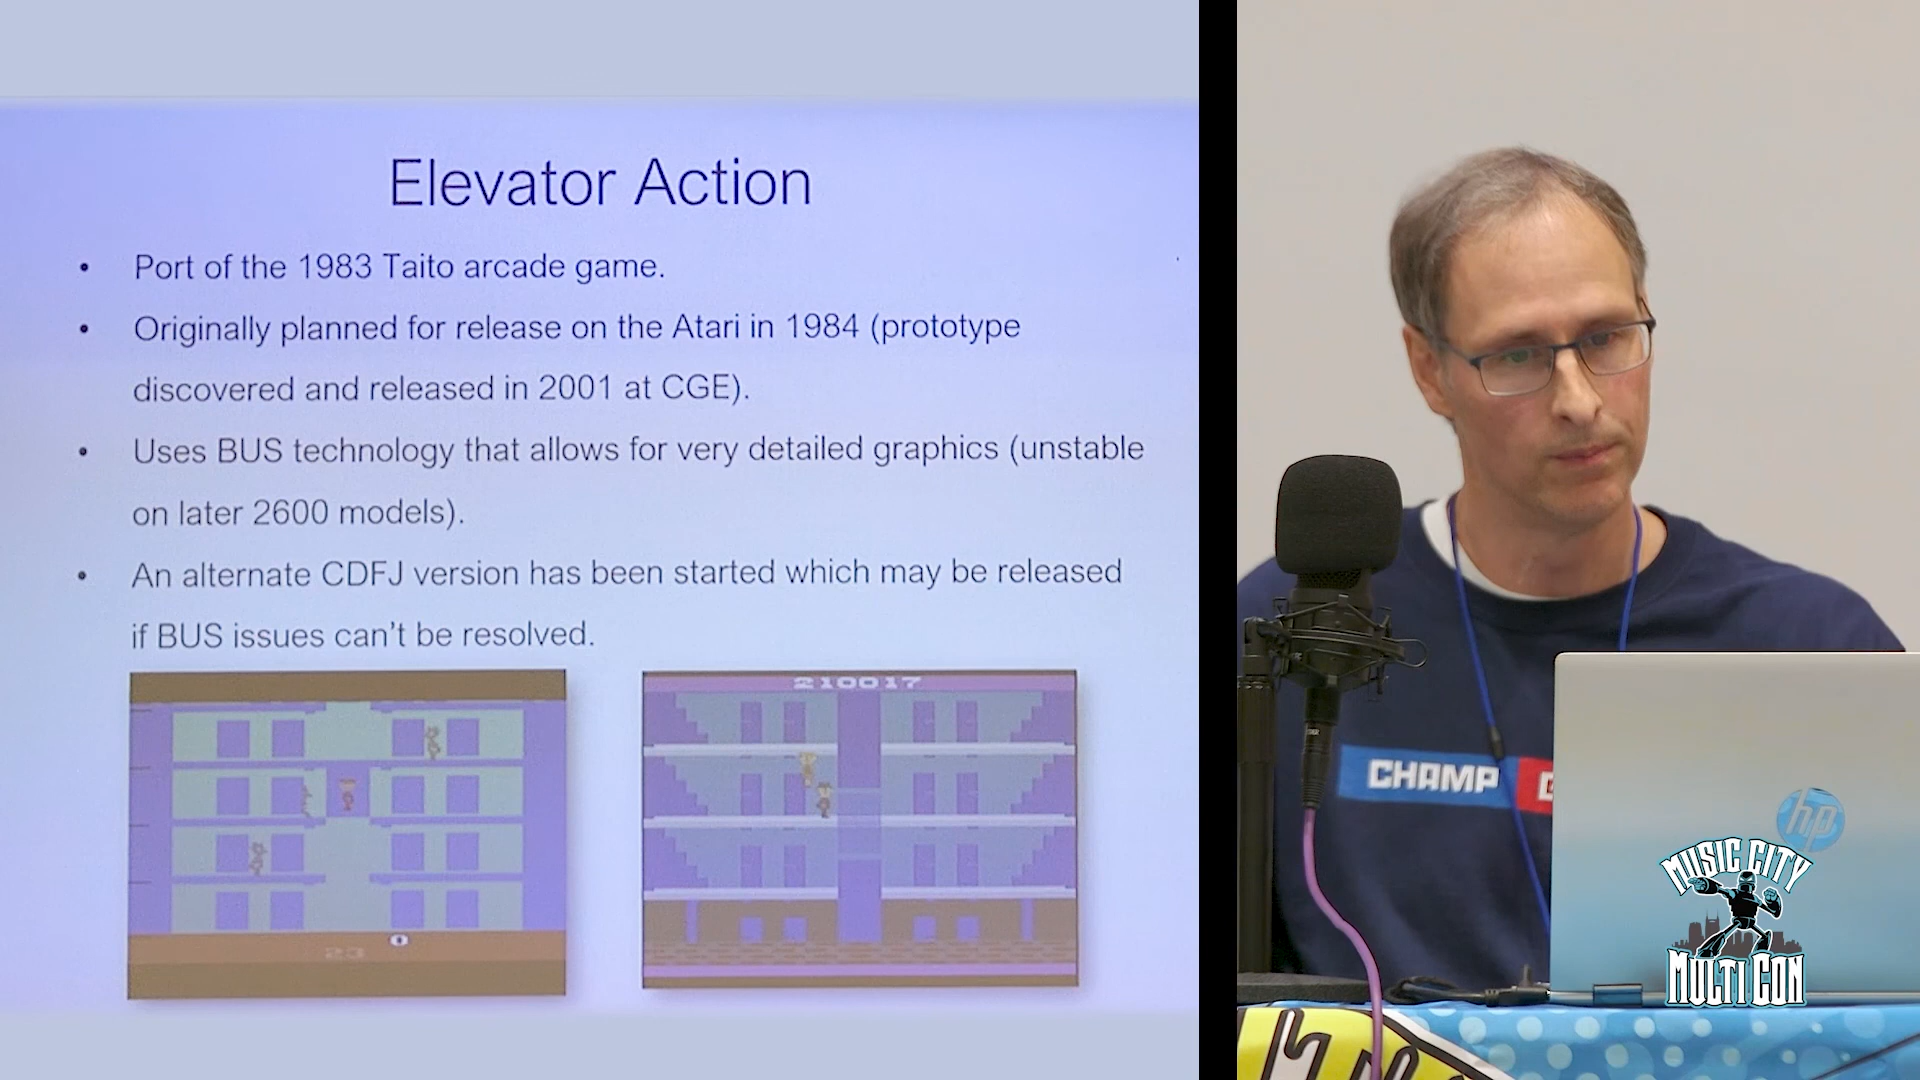 Elevator Action
• Port of the 1983 Taito arcade game.
• Originally planned for release on the Atari in 1984 (prototype
discovered and released in 2001 at CGE).
• Uses BUS technology that allows for very detailed graphics (unstable
on later 2600 models).
• An alternate CDFJ version has been started which may be released
if BUS issues can't be resolved.
210017
23
0
CHAMP
hp
MUSIC CITY
MULTI CON